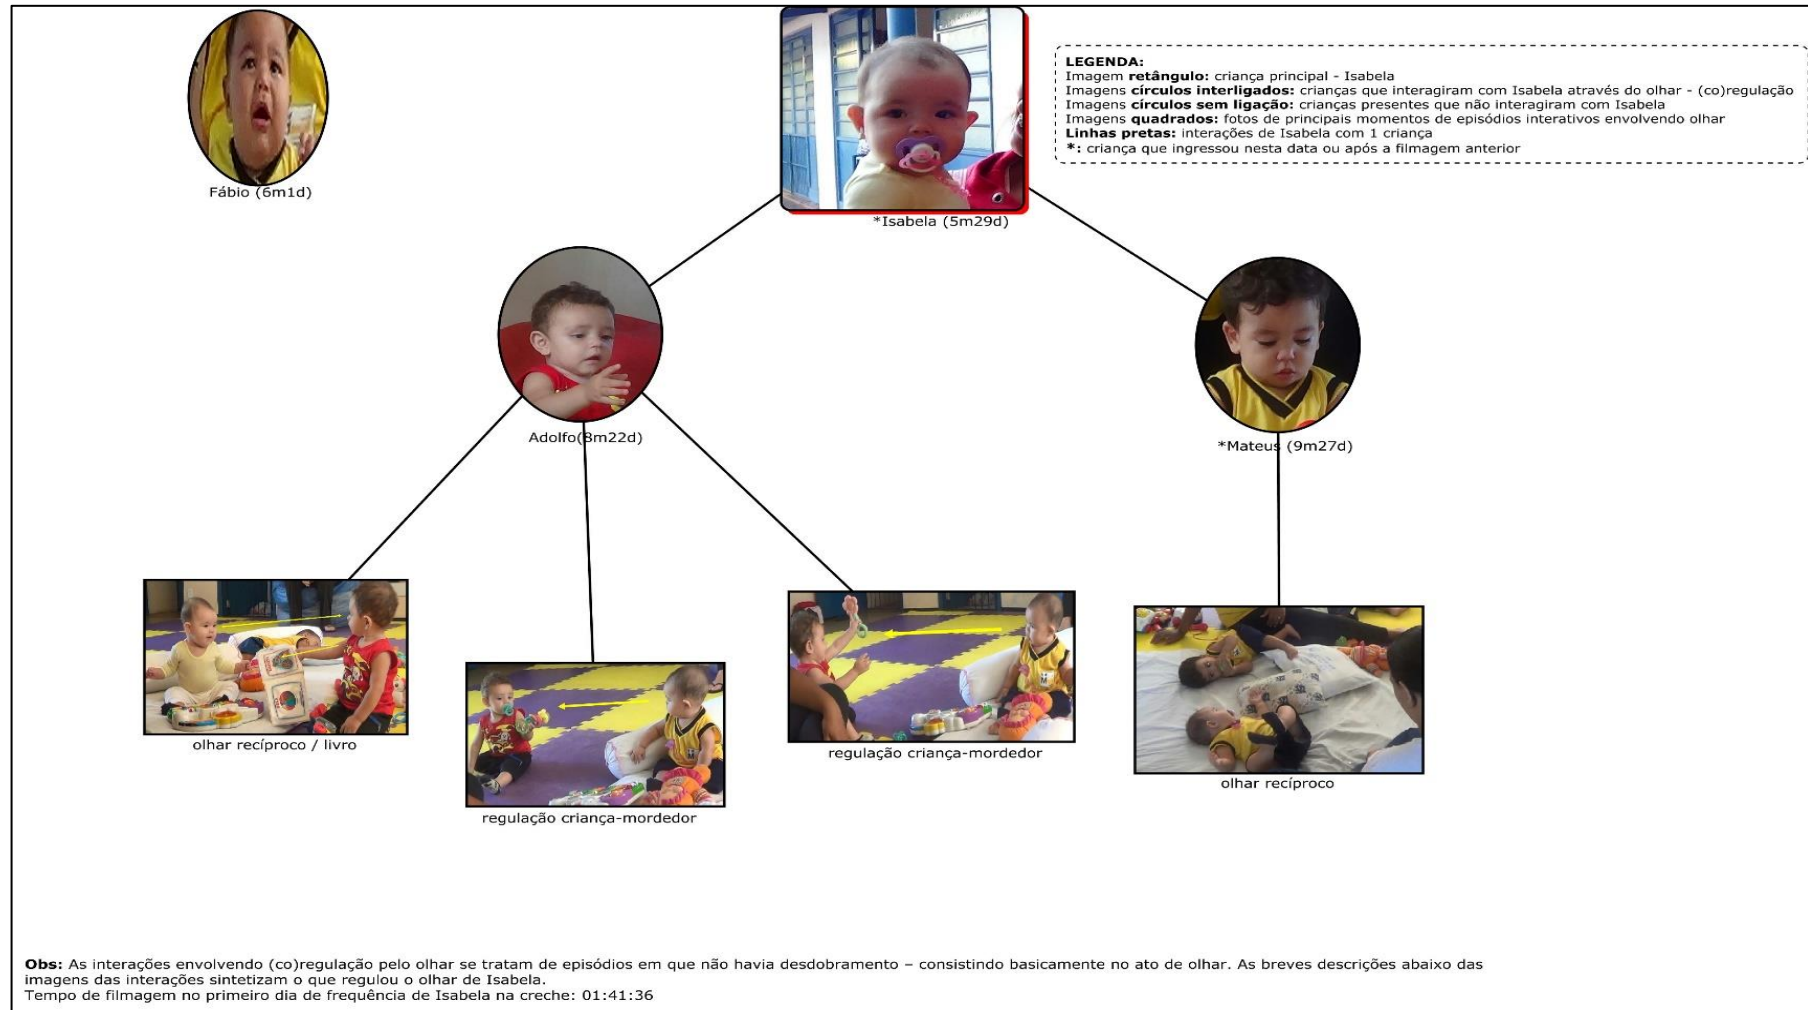 LEGENDA:
Imagem retângulo: criança principal - Isabela
Imagens círculos interligados: crianças que interagiram com Isabela através do olhar - (co)regulação
Imagens círculos sem ligação: crianças presentes que não interagiram com Isabela
Imagens quadrados: fotos de principais momentos de episódios interativos envolvendo olhar
Linhas pretas: interações de Isabela com 1 criança
*: criança que ingressou nesta data ou após a filmagem anterior
Fábio (6m1d)
*Isabela (5m29d)
Adolfo(8m22d)
*Mateus (9m27d)
olhar recíproco / livro
regulação criança-mordedor
regulação criança-mordedor
olhar recíproco
Obs: As interações envolvendo (co)regulação pelo olhar se tratam de episódios em que não havia desdobramento – consistindo basicamente no ato de olhar. As breves descrições abaixo das
imagens das interações sintetizam o que regulou o olhar de Isabela.
Tempo de filmagem no primeiro dia de frequência de Isabela na creche: 01:41:36